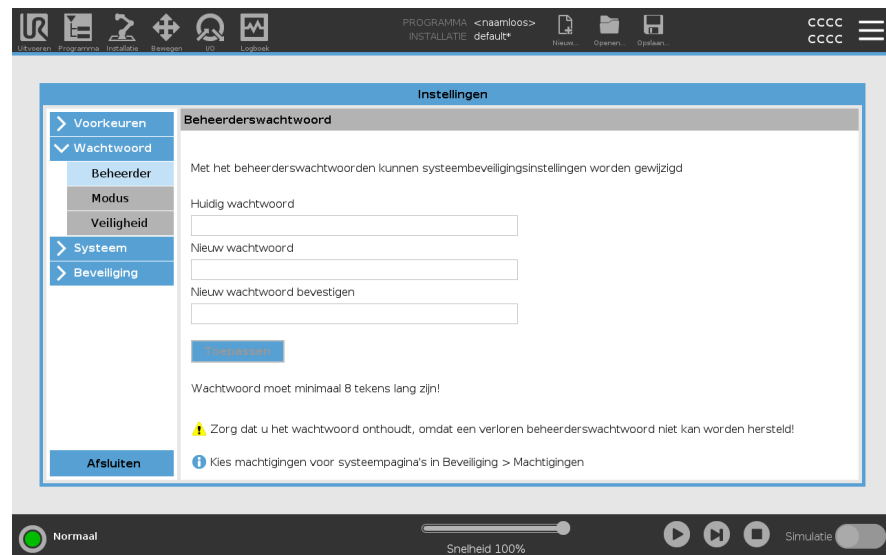 UR
PROGRAMMA <naamloos>
INSTALLATIE default*
CCCC
CCCC
Uitvoeren Programma Installatie Bewegen I/O Logboek Nieuw... Openen... Opslaan...
Instellingen
Voorkeuren
Wachtwoord
Beheerder
Modus
Veiligheid
Systeem
Beveiliging
Afsluiten
Beheerderswachtwoord
Met het beheerderswachtwoorden kunnen systeembeveiligingsinstellingen worden gewijzigd
Huidig wachtwoord
Nieuw wachtwoord
Nieuw wachtwoord bevestigen
Toepassen
Wachtwoord moet minimaal 8 tekens lang zijn!
Zorg dat u het wachtwoord onthoudt, omdat een verloren beheerderswachtwoord niet kan worden hersteld!
Kies machtigingen voor systeempagina's in Beveiliging > Machtigingen
Normaal
Snelheid 100%
Simulatie